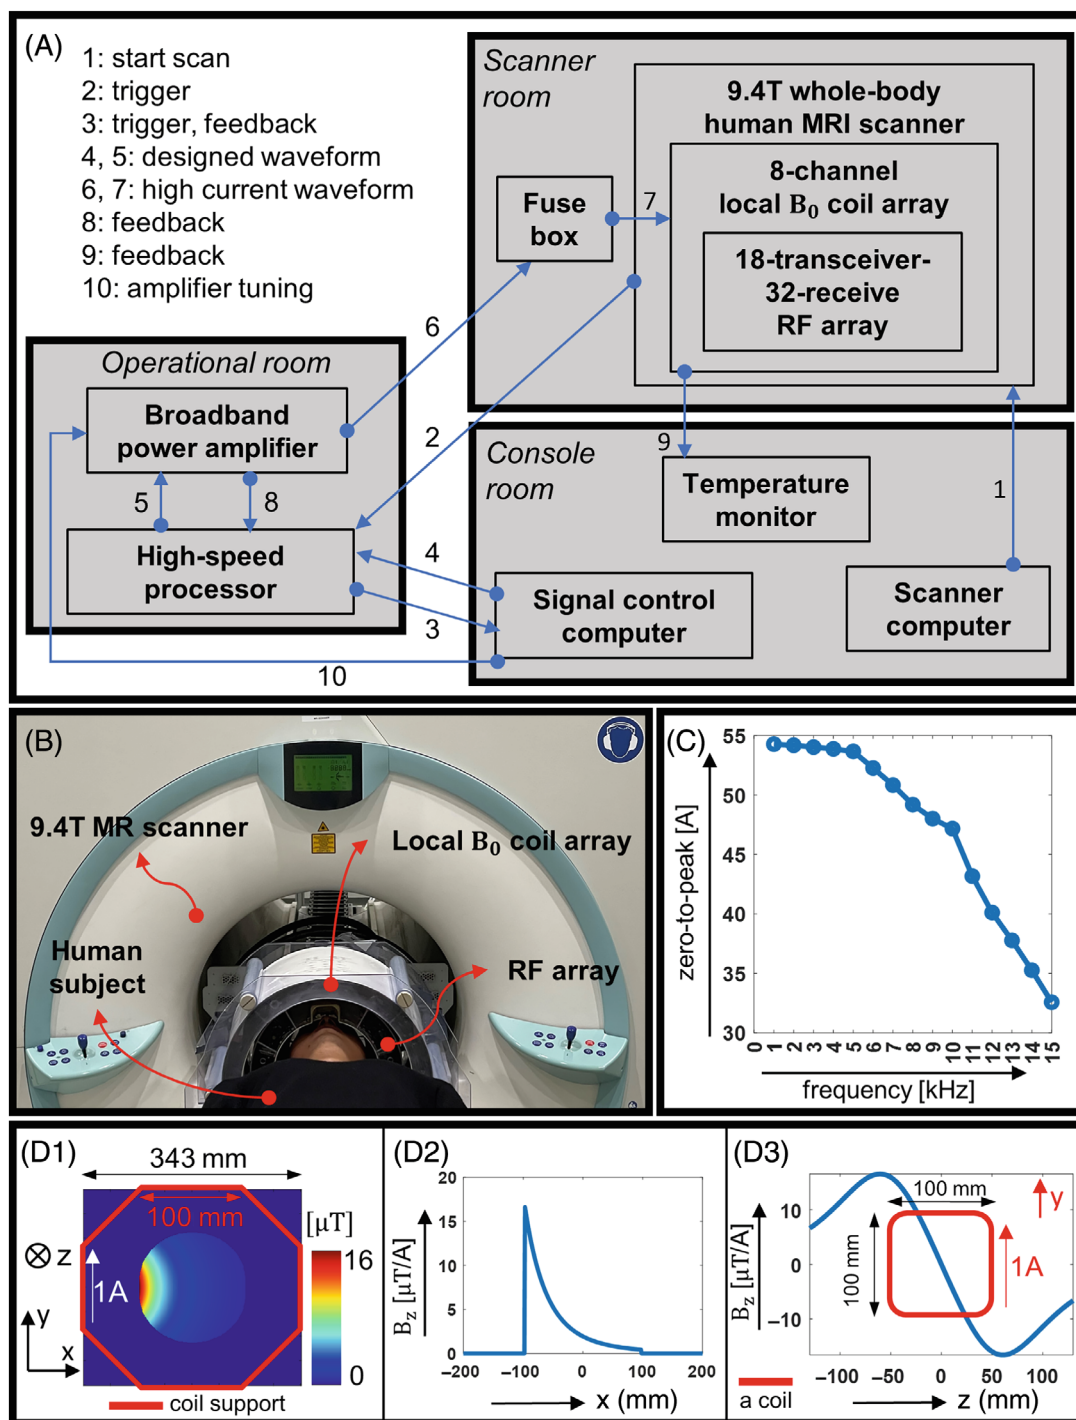 (A)
1: start scan
2: trigger
3: trigger, feedback
4, 5: designed waveform
6, 7: high current waveform
8: feedback
9: feedback
10: amplifier tuning
Scanner
room
9.4T whole-body
human MRI scanner
8-channel
local B₀ coil array
18-transceiver-
32-receive
RF array
Fuse
box
7
6
2
9
1
Operational room
Broadband
power amplifier
5
8
High-speed
processor
4
3
10
Console
room
Temperature
monitor
Signal control
computer
Scanner
computer
(B)
9.4T MR scanner
Local B₀ coil array
Human
subject
RF array
(C)
zero-to-peak [A]
55
50
45
40
35
30
0 1 2 3 4 5 6 7 8 9 10 11 12 13 14 15
frequency [kHz]
(D1)
343 mm
100 mm
[µT]
16
0
z
1A
y
x
coil support
(D2)
B_z [µT/A]
20
15
10
5
0
-200 -100 0 100 200
x (mm)
(D3)
B_z [µT/A]
10
0
−10
100 mm
100 mm
y
1A
−100 −50 0 50 100
a coil
z (mm)